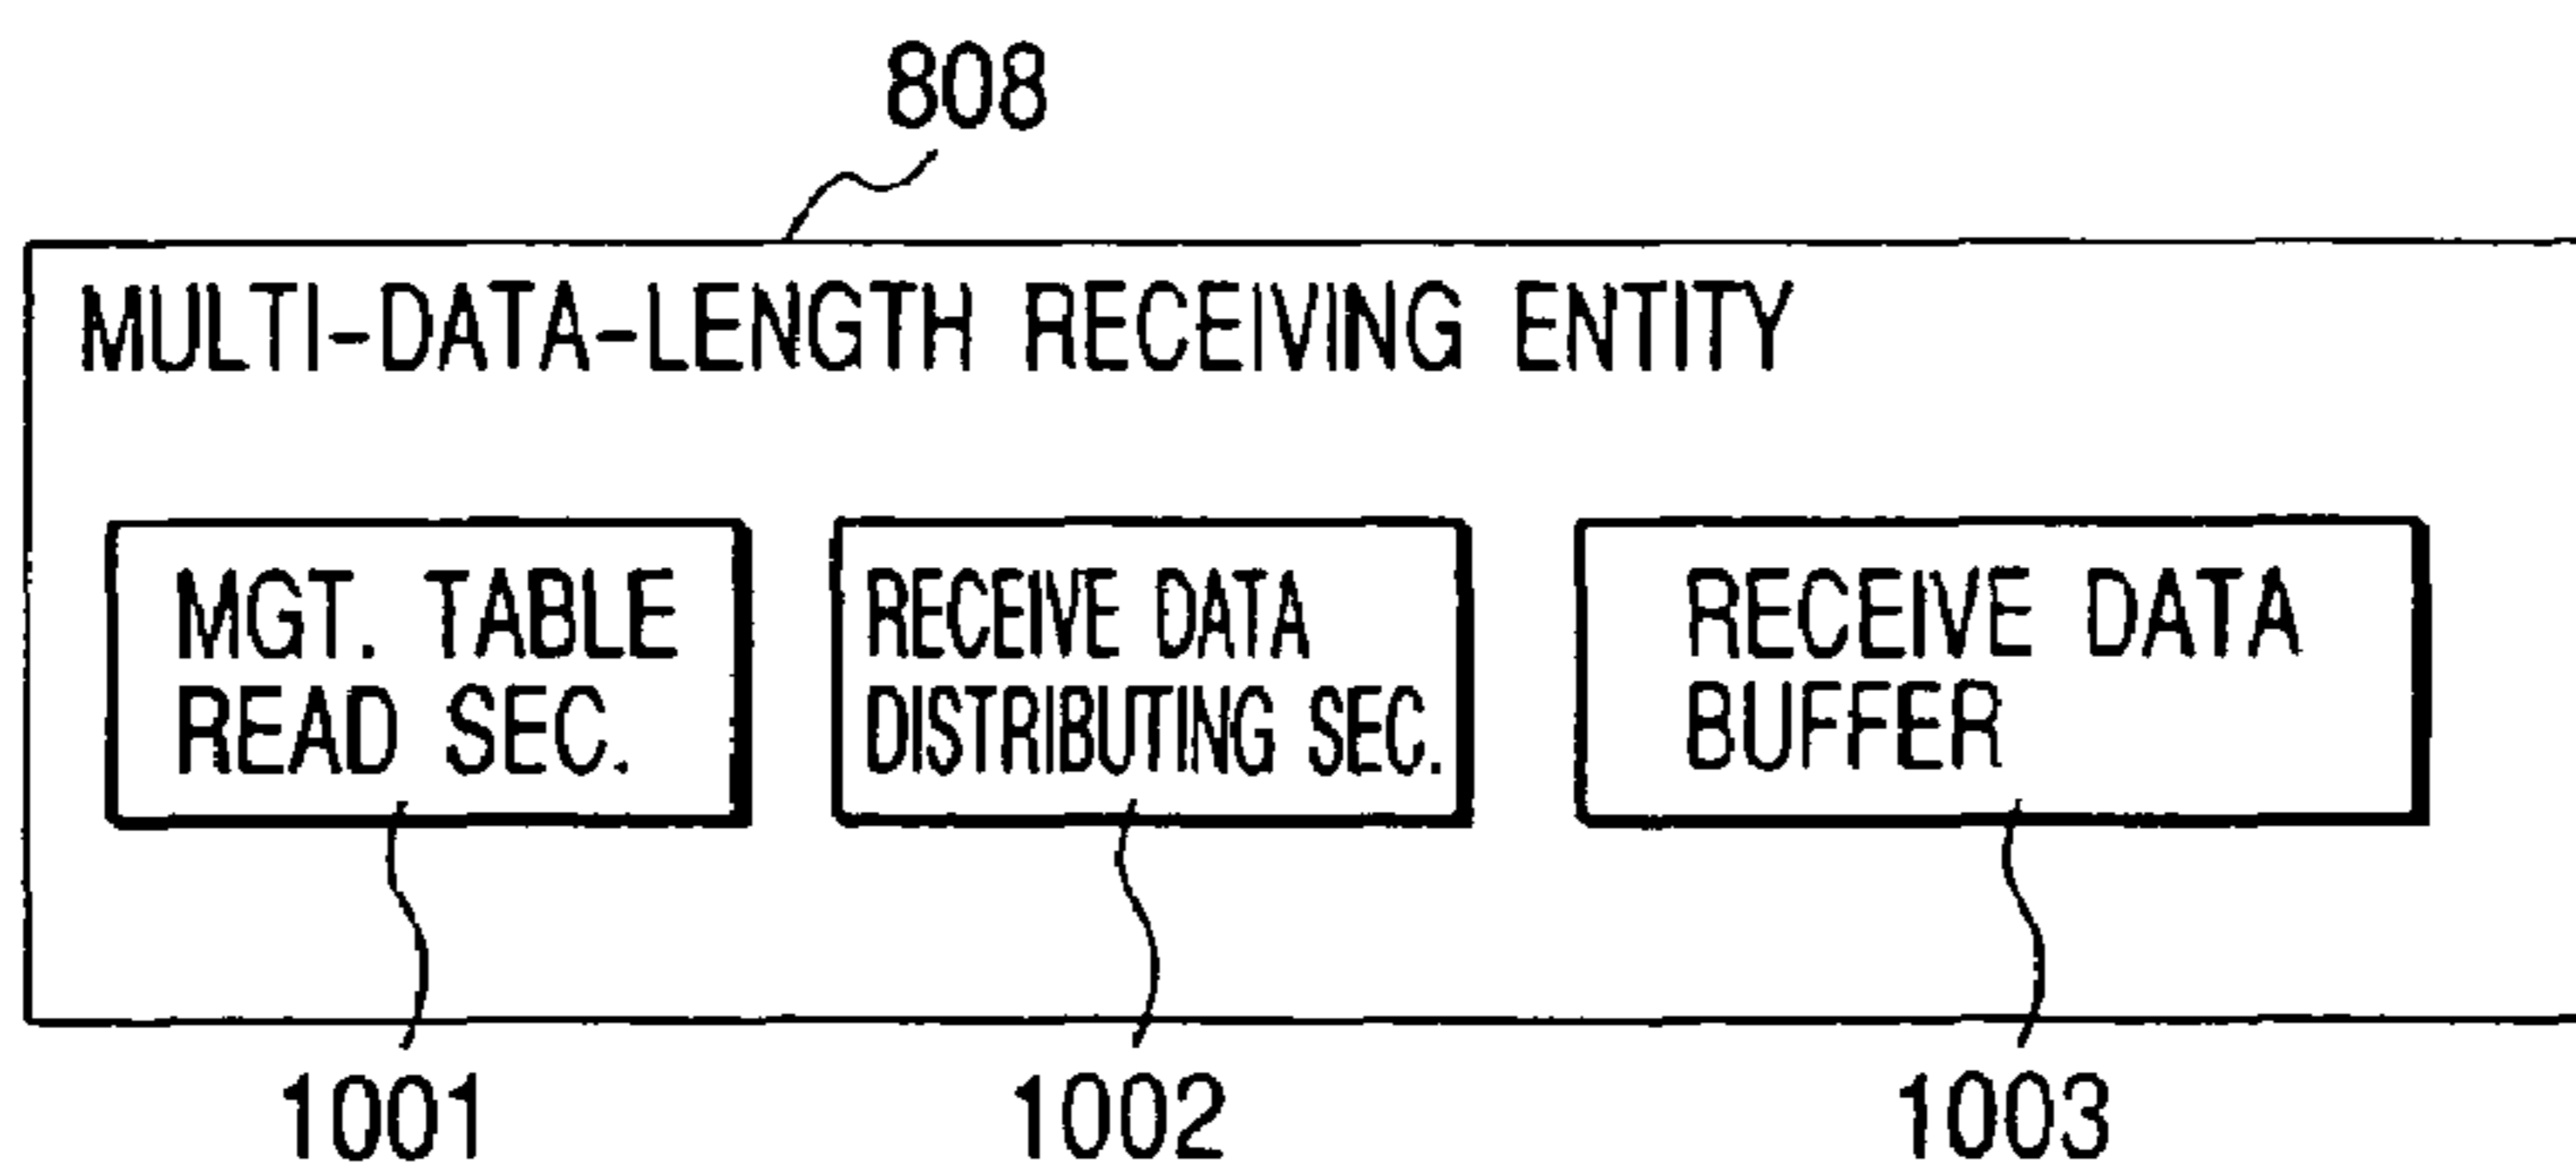 808
MULTI-DATA-LENGTH RECEIVING ENTITY
MGT. TABLE
READ SEC.
RECEIVE DATA
DISTRIBUTING SEC.
RECEIVE DATA
BUFFER
1001
1002
1003